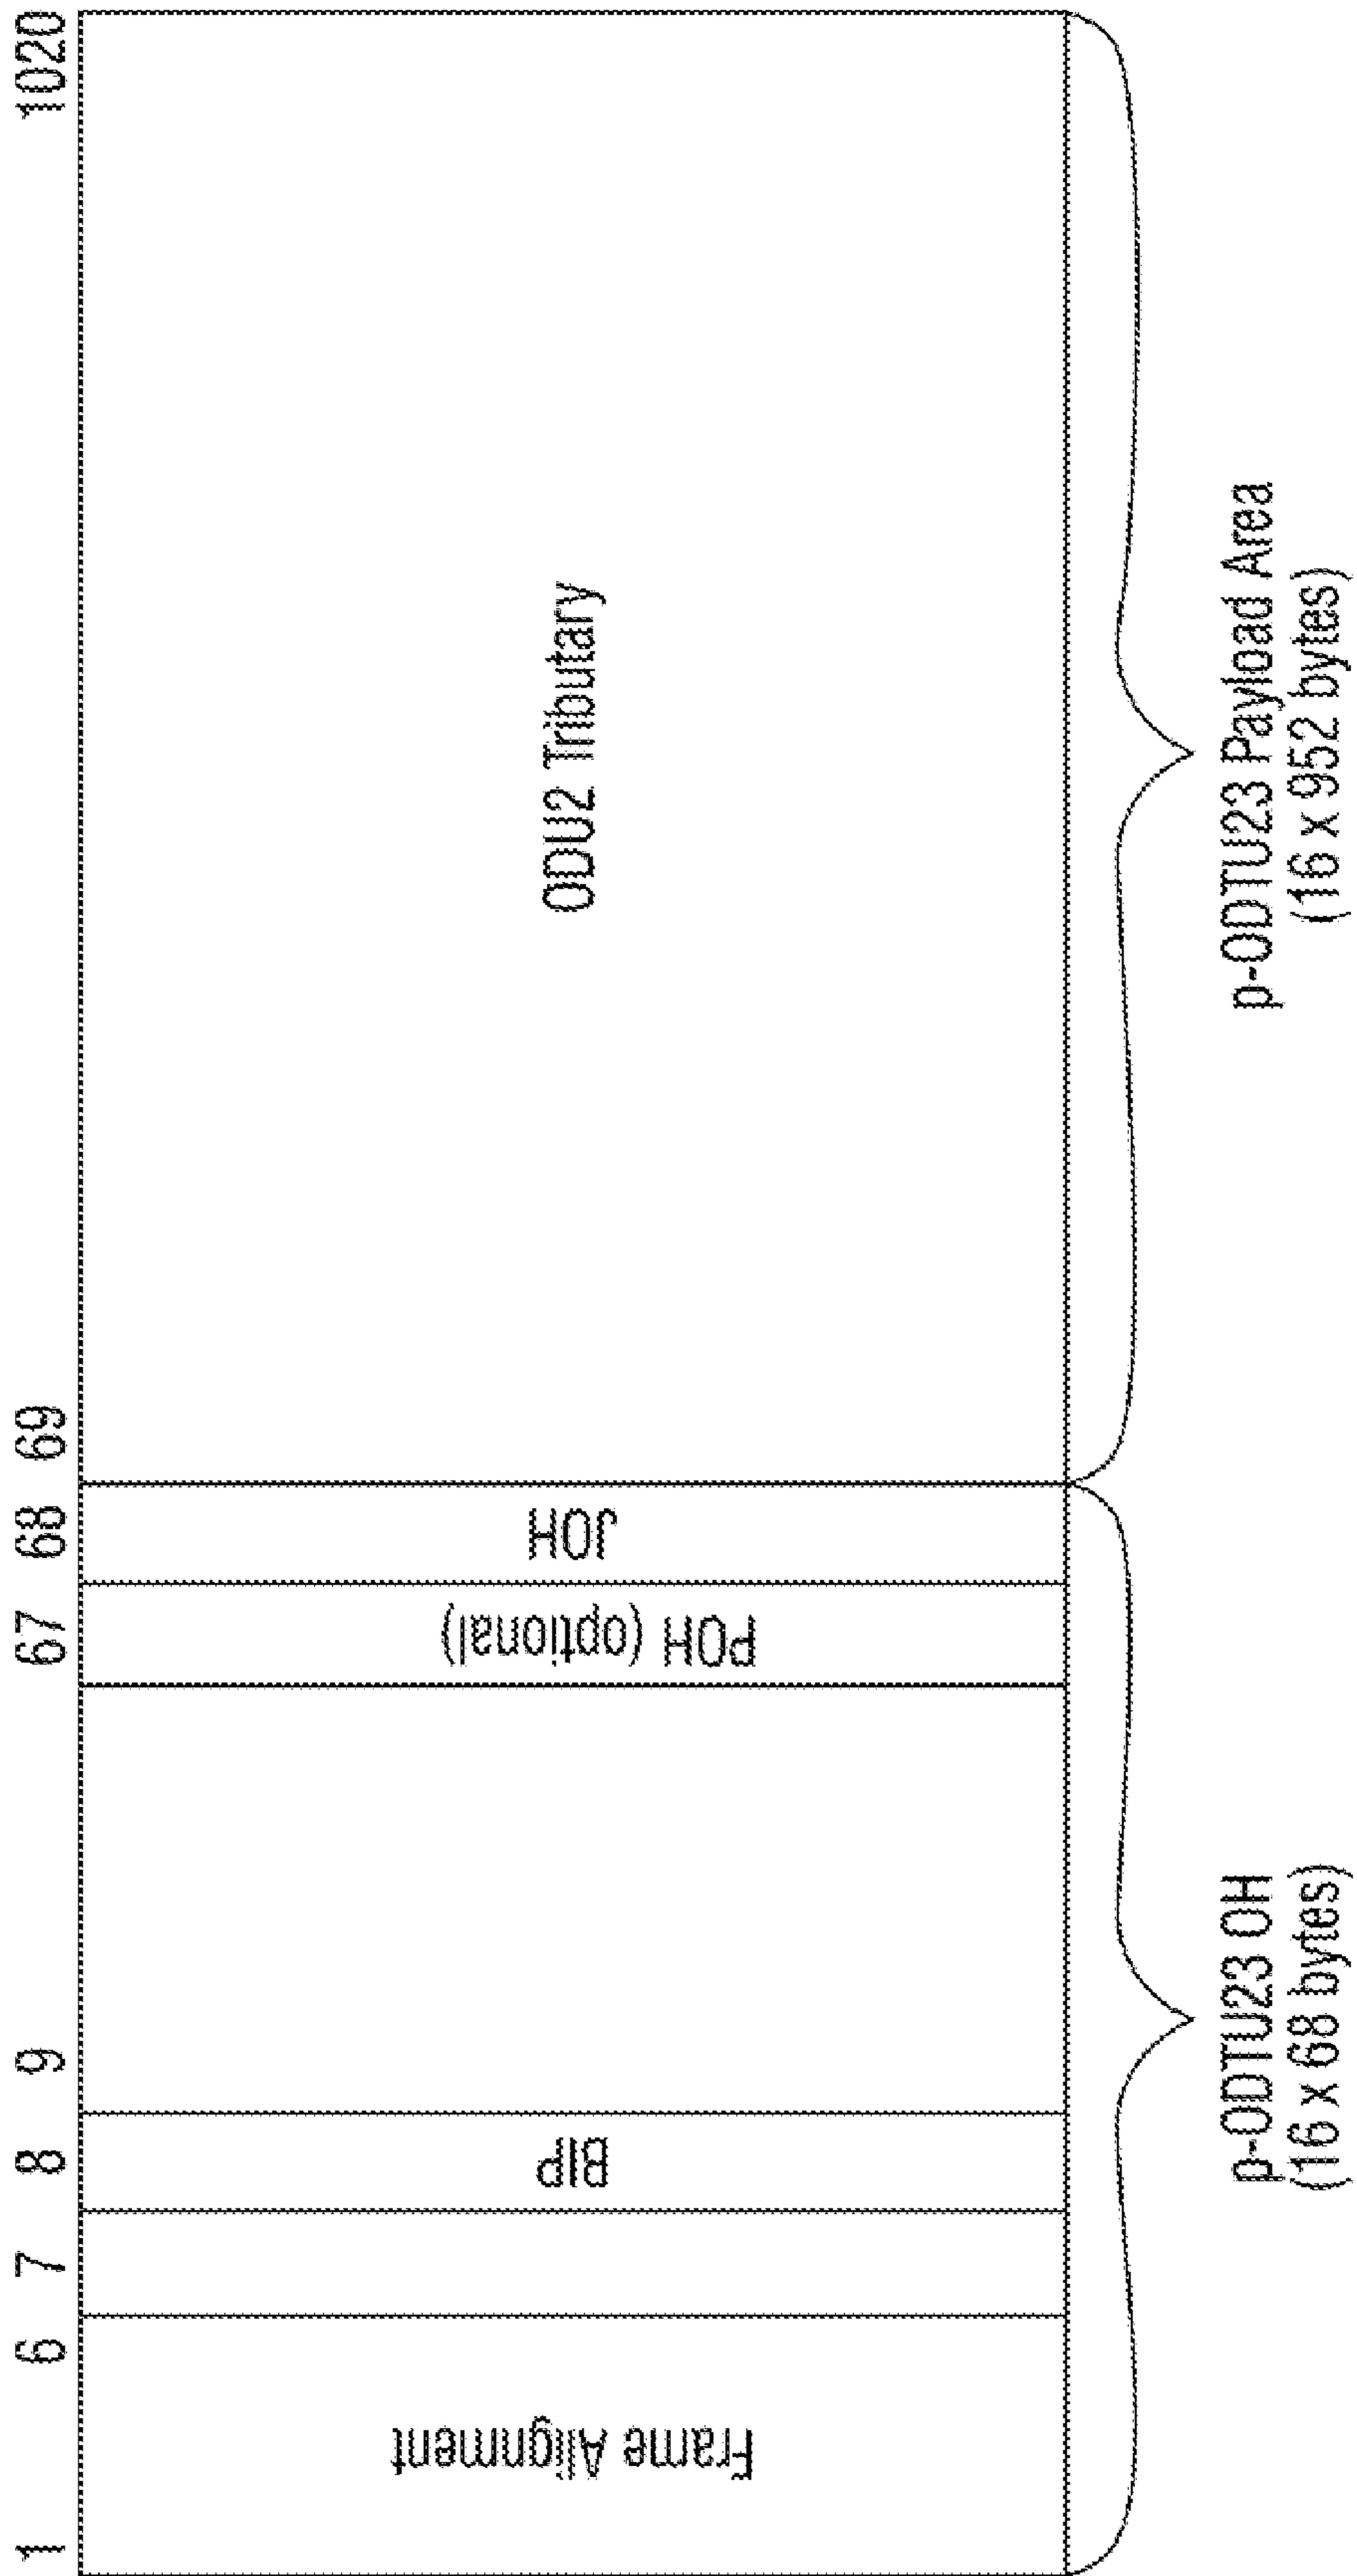 1 6 7 8 9 67 68 69 1020
Frame Alignment
BIP
POH (optional)
JOH
ODU2 Tributary
p-ODTU23 OH
(16 x 68 bytes)
p-ODTU23 Payload Area
(16 x 952 bytes)